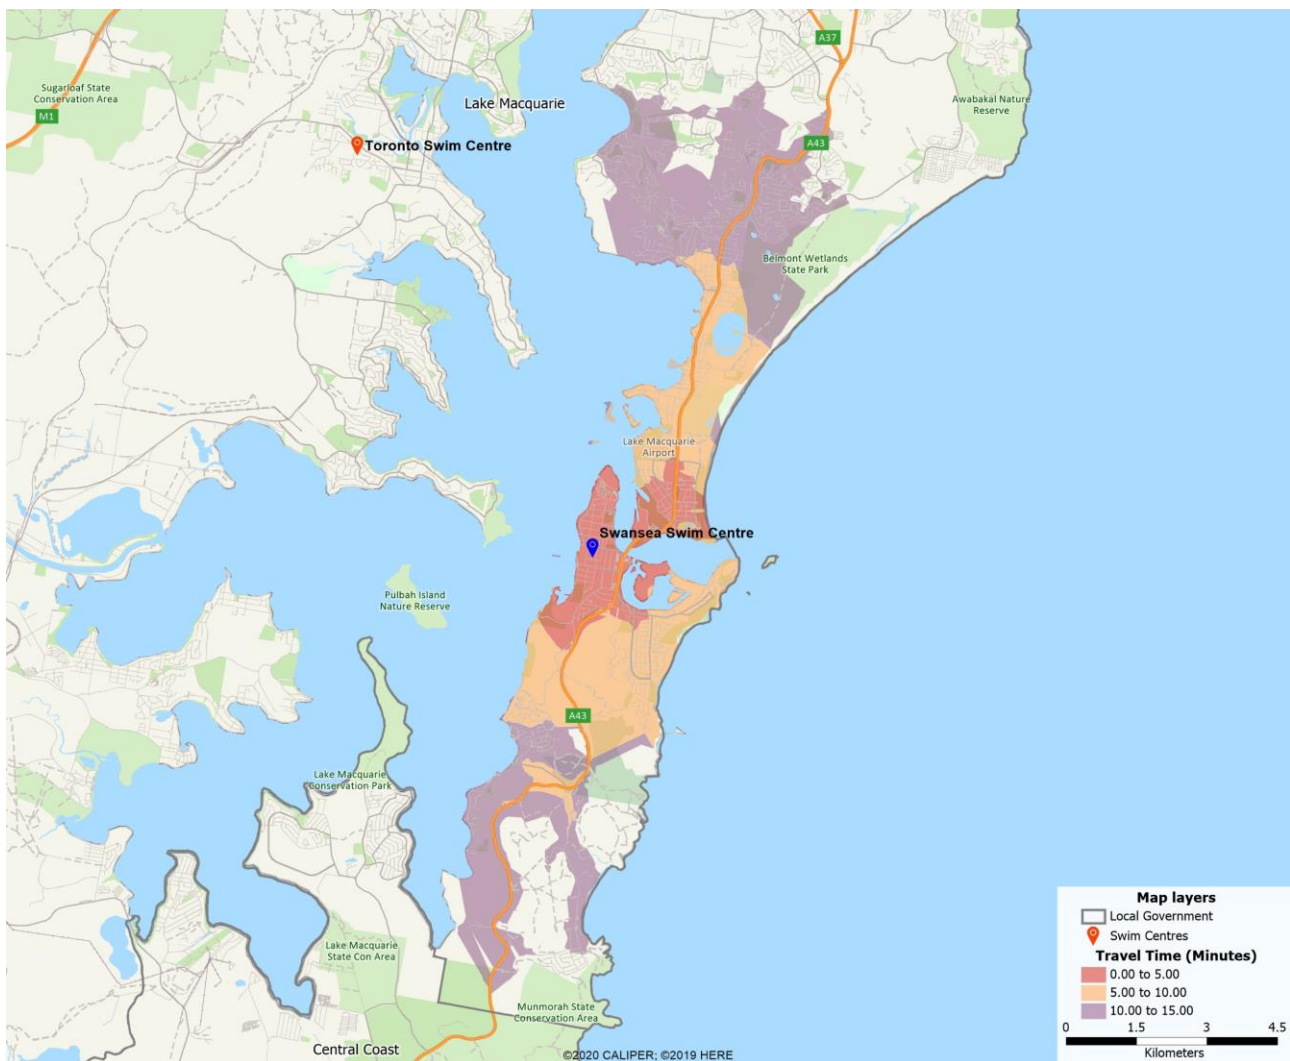 A37
Sugarloaf State
Conservation Area
M1
Lake Macquarie
Awabakal Nature
Reserve
Toronto Swim Centre
A43
Belmont Wetlands
State Park
Lake Macquarie
Airport
Swansea Swim Centre
Pulbah Island
Nature Reserve
A43
Lake Macquarie
Conservation Park
Lake Macquarie
State Con Area
Munmorah State
Conservation Area
Central Coast
©2020 CALIPER; ©2019 HERE
Map layers
Local Government
Swim Centres
Travel Time (Minutes)
0.00 to 5.00
5.00 to 10.00
10.00 to 15.00
0 1.5 3 4.5
Kilometers